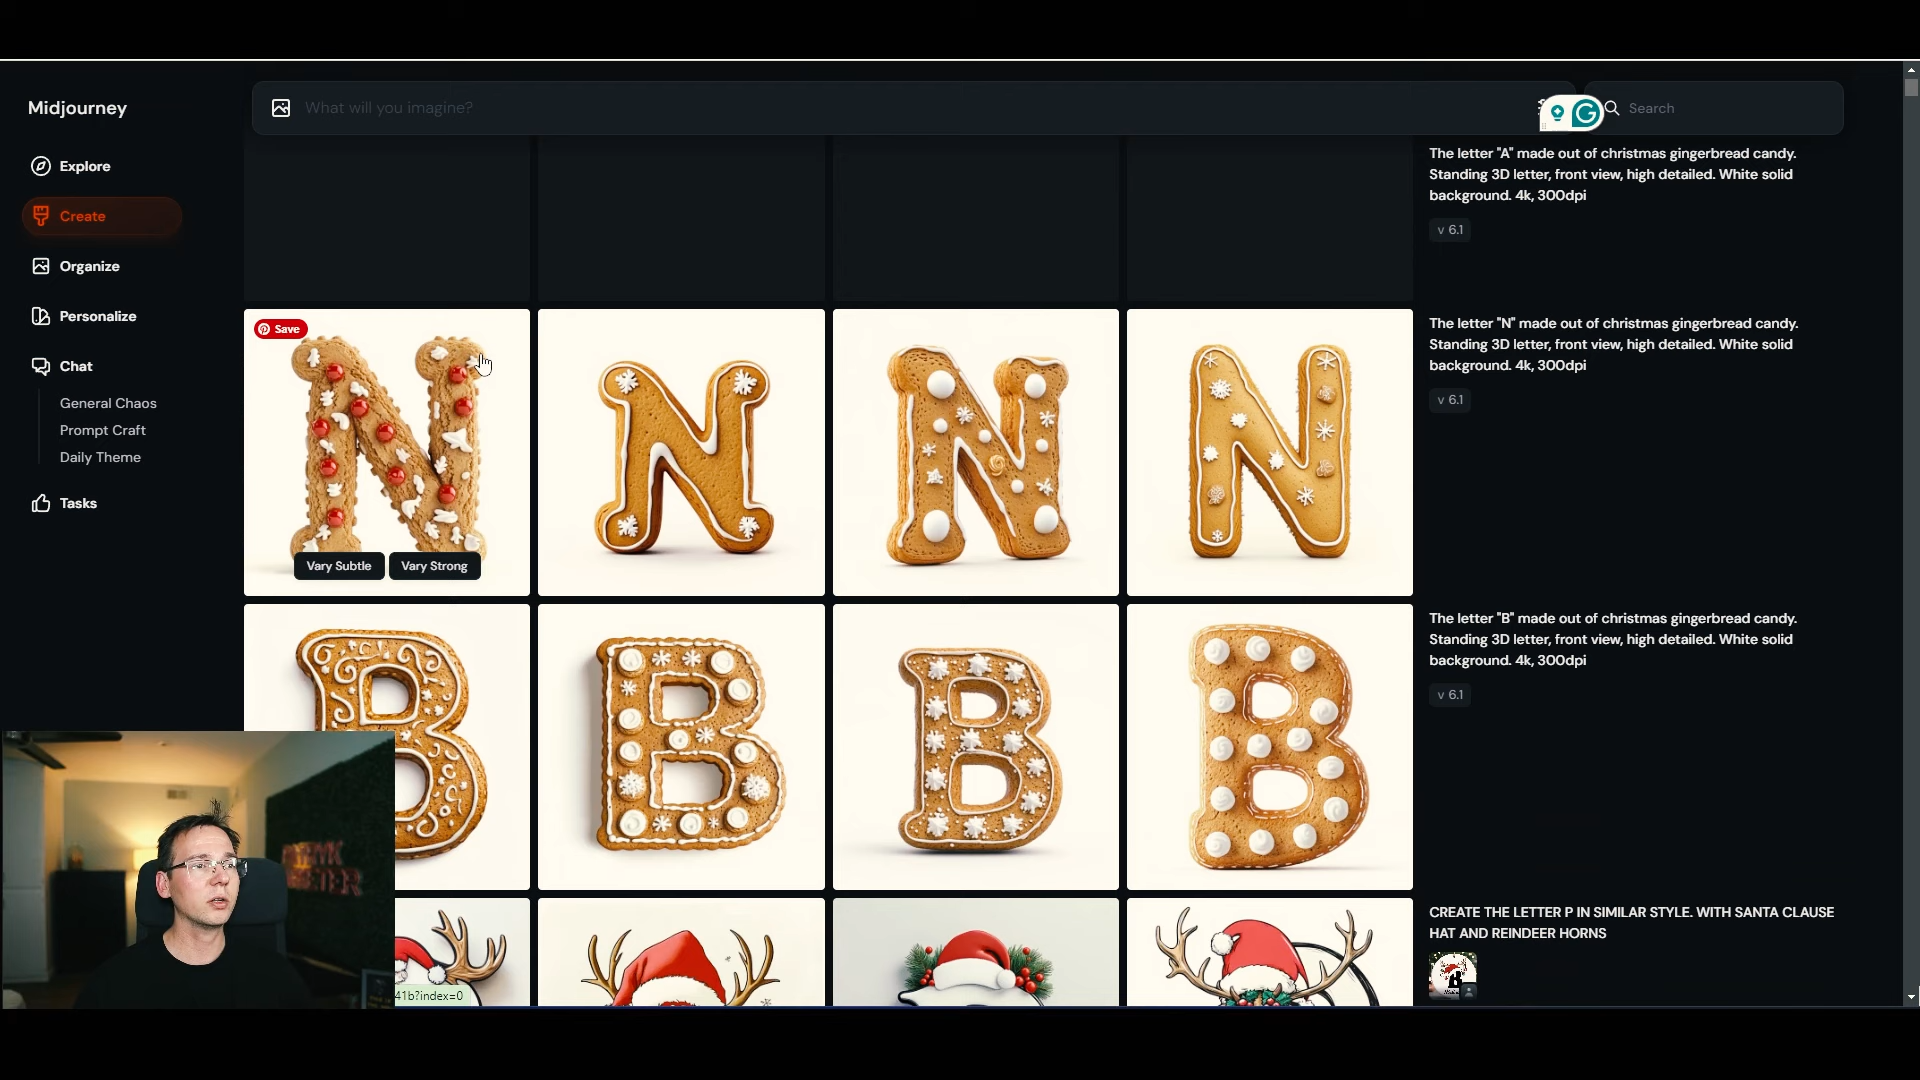 Midjourney
What will you imagine?
Search
Explore
Create
Organize
Personalize
Chat
General Chaos
Prompt Craft
Daily Theme
Tasks
The letter "A" made out of christmas gingerbread candy.
Standing 3D letter, front view, high detailed. White solid
background. 4k, 300dpi
v 6.1
Save
N
N
N
N
Vary Subtle
Vary Strong
The letter "N" made out of christmas gingerbread candy.
Standing 3D letter, front view, high detailed. White solid
background. 4k, 300dpi
v 6.1
B
B
B
B
The letter "B" made out of christmas gingerbread candy.
Standing 3D letter, front view, high detailed. White solid
background. 4k, 300dpi
v 6.1
CREATE THE LETTER P IN SIMILAR STYLE. WITH SANTA CLAUSE
HAT AND REINDEER HORNS
41b?index=0